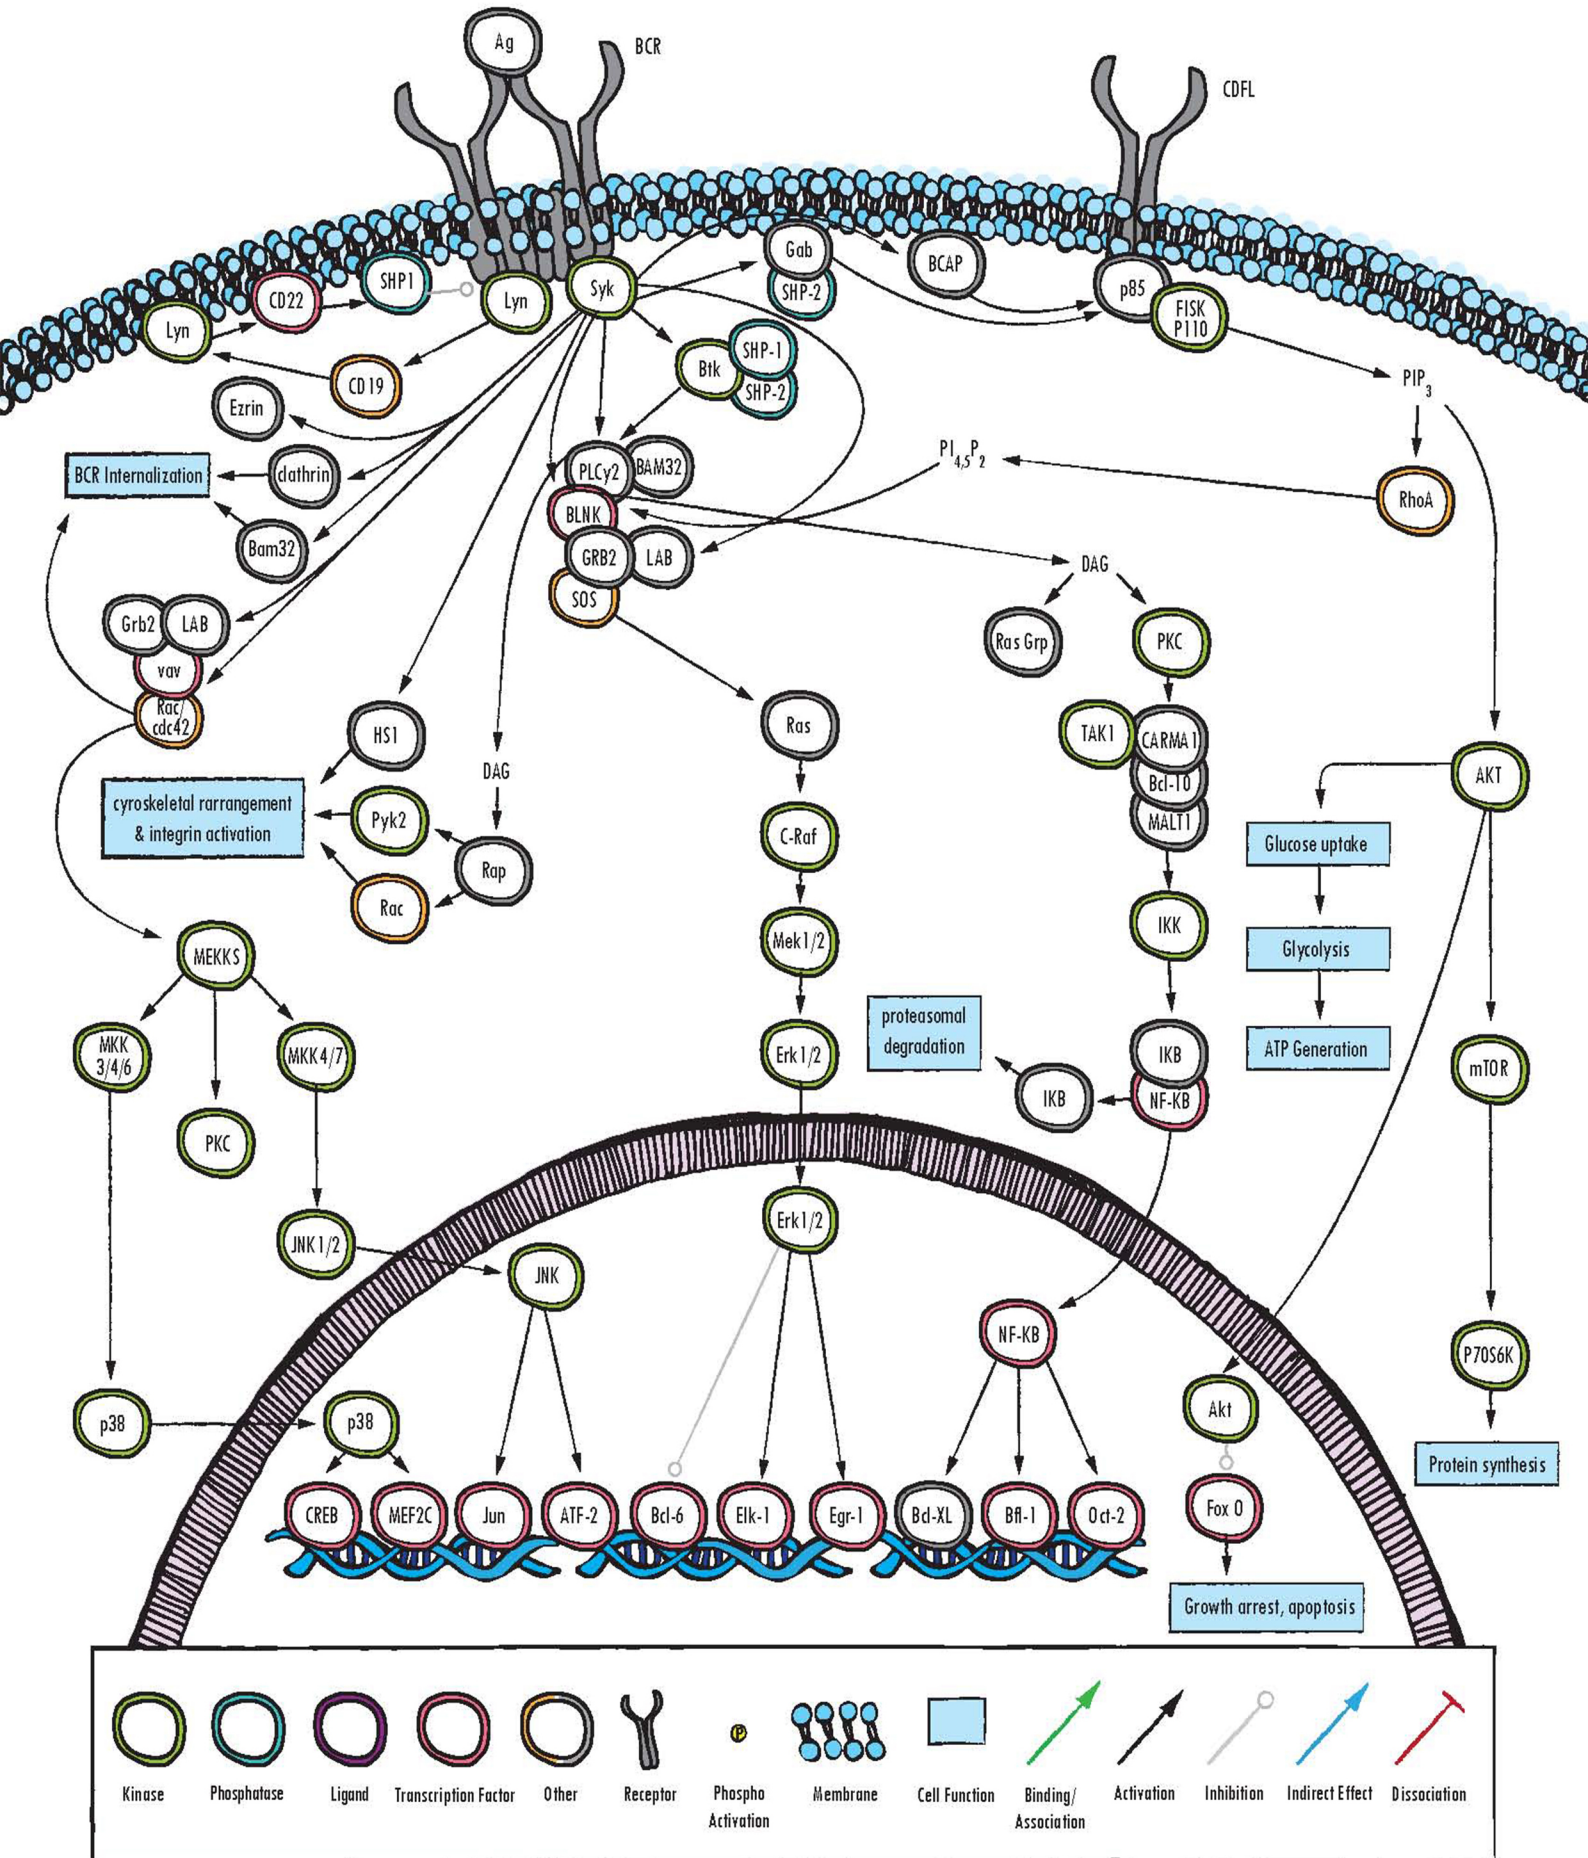 Ag
BCR
CDFL
Gab
SHP-2
BCAP
p85
FISK
P110
SHP1
CD22
Lyn
Lyn
Syk
CD19
Btk
SHP-1
SHP-2
PIP3
Ezrin
BCR Internalization
clathrin
Bam32
PLCy2
BAM32
BLNK
GRB2
LAB
SOS
PI4,5P2
RhoA
DAG
Ras Grp
PKC
Grb2
LAB
vav
Rac/
cdc42
HS1
DAG
Ras
TAK1
CARMA1
Bcl-10
MALT1
AKT
cyroskeletal rarrangement
& integrin activation
Pyk2
Rap
Rac
C-Raf
Glucose uptake
IKK
Mek1/2
Glycolysis
MEKKS
proteasomal
degradation
MKK
3/4/6
MKK4/7
Erk1/2
IKB
NF-KB
IKB
ATP Generation
mTOR
PKC
JNK1/2
JNK
Erk1/2
NF-KB
P70S6K
p38
p38
Akt
Protein synthesis
CREB
MEF2C
Jun
ATF-2
Bcl-6
Elk-1
Egr-1
Bcl-XL
Bfl-1
Oct-2
Fox O
Growth arrest, apoptosis
P
Kinase
Phosphatase
Ligand
Transcription Factor
Other
Receptor
Phospho
Activation
Membrane
Cell Function
Binding/
Association
Activation
Inhibition
Indirect Effect
Dissociation